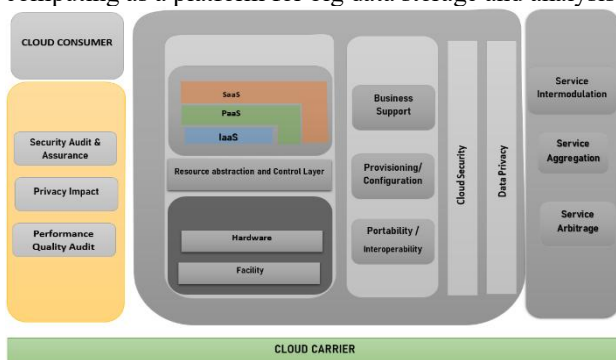 computing as a platform for big data storage and analysis
CLOUD CONSUMER
Security Audit &
Assurance
Privacy Impact
Performance
Quality Audit
SaaS
PaaS
IaaS
Resource abstraction and Control Layer
Hardware
Facility
Business
Support
Provisioning/
Configuration
Portability /
Interoperability
Cloud Security
Data Privacy
Service
Intermodulation
Service
Aggregation
Service
Arbitrage
CLOUD CARRIER